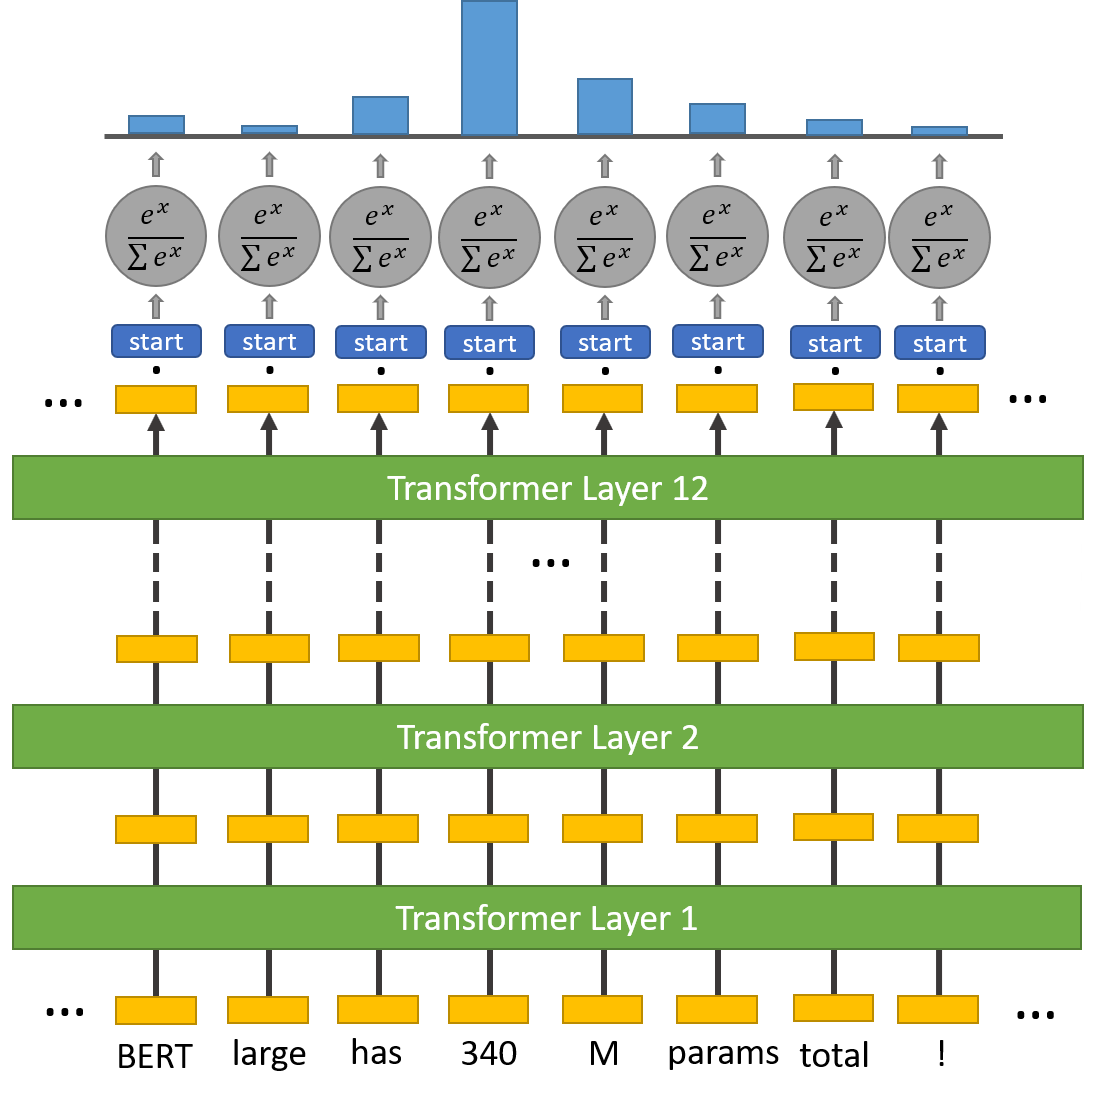 e^x e^x e^x e^x e^x e^x e^x e^x
∑ e^x ∑ e^x ∑ e^x ∑ e^x ∑ e^x ∑ e^x ∑ e^x ∑ e^x
start start start start start start start start
... ...
Transformer Layer 12
...
Transformer Layer 2
Transformer Layer 1
... ...
BERT large has 340 M params total !